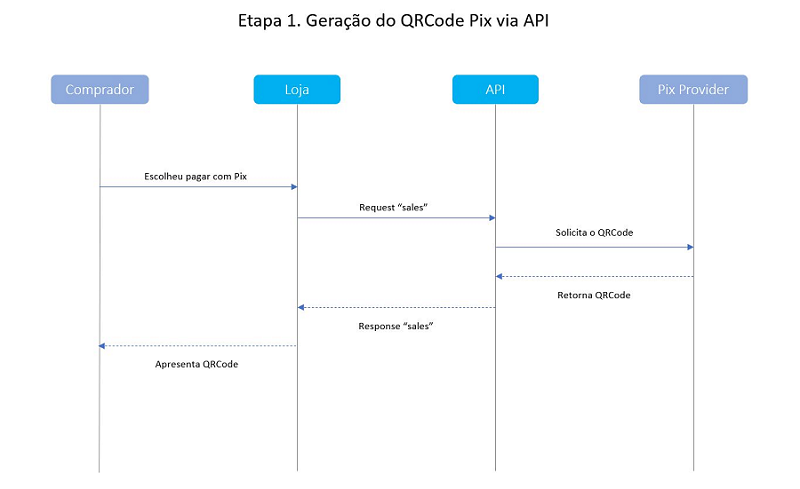 Etapa 1. Geração do QRCode Pix via API
Comprador
Loja
API
Pix Provider
Escolheu pagar com Pix
Request “sales”
Solicita o QRCode
Retorna QRCode
Response “sales”
Apresenta QRCode